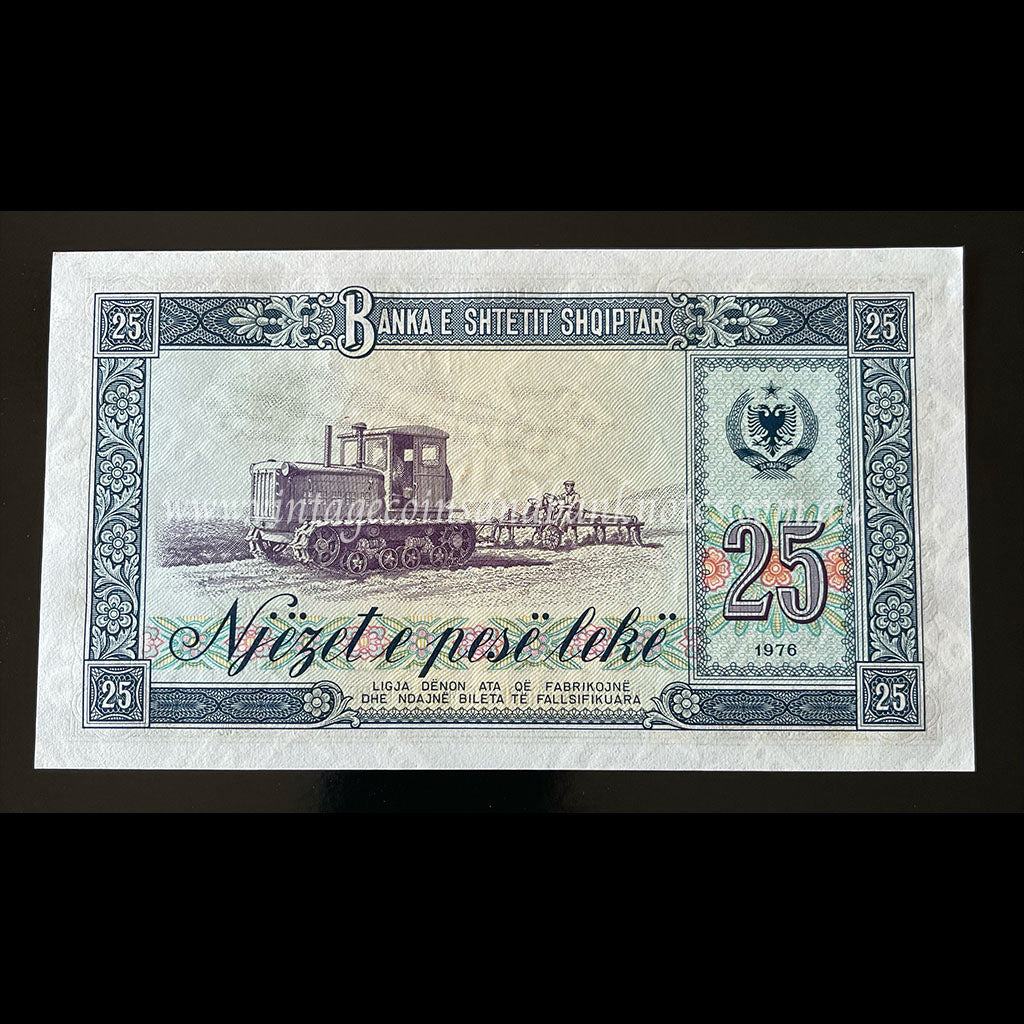 25 BANKA E SHTETIT SHQIPTAR 25
Njëzet e pesë lekë
25
1976
LIGJA DËNON ATA QË FABRIKOJNË
DHE NDAJNË BILETA TË FALLSIFIKUARA
25 25